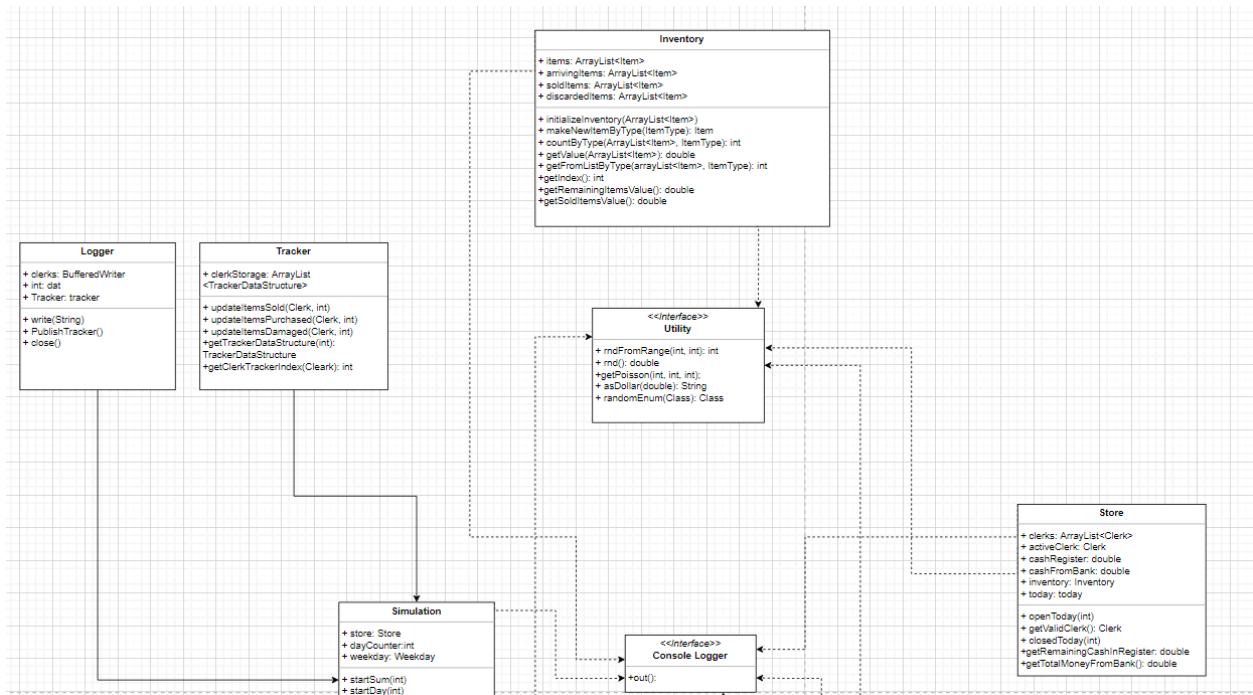 Inventory
+ items: ArrayList<Item>
+ arrivingItems: ArrayList<Item>
+ soldItems: ArrayList<Item>
+ discardedItems: ArrayList<Item>
+ initializeInventory(ArrayList<Item>)
+ makeNewItemByType(ItemType): Item
+ countByType(ArrayList<Item>, ItemType): int
+ getValue(ArrayList<Item>): double
+ getFromListByType(arrayList<Item>, ItemType): int
+getIndex(): int
+getRemainingItemsValue(): double
+getSoldItemsValue(): double
Logger
+ clerks: BufferedWriter
+ int: dat
+ Tracker: tracker
+ write(String)
+ PublishTracker()
+ close()
Tracker
+ clerkStorage: ArrayList
<TrackerDataStructure>
+ updateItemsSold(Clerk, int)
+ updateItemsPurchased(Clerk, int)
+ updateItemsDamaged(Clerk, int)
+getTrackerDataStructure(int):
TrackerDataStructure
+getClerkTrackerIndex(Cleark): int
<<Interface>>
Utility
+ rndFromRange(int, int): int
+ rnd(): double
+getPoisson(int, int, int):
+ asDollar(double): String
+ randomEnum(Class): Class
Store
+ clerks: ArrayList<Clerk>
+ activeClerk: Clerk
+ cashRegister: double
+ cashFromBank: double
+ inventory: Inventory
+ today: today
+ openToday(int)
+ getValidClerk(): Clerk
+ closedToday(int)
+getRemainingCashInRegister: double
+getTotalMoneyFromBank(): double
Simulation
+ store: Store
+ dayCounter:int
+ weekday: Weekday
+ startSum(int)
+ startDay(int)
<<Interface>>
Console Logger
+out():